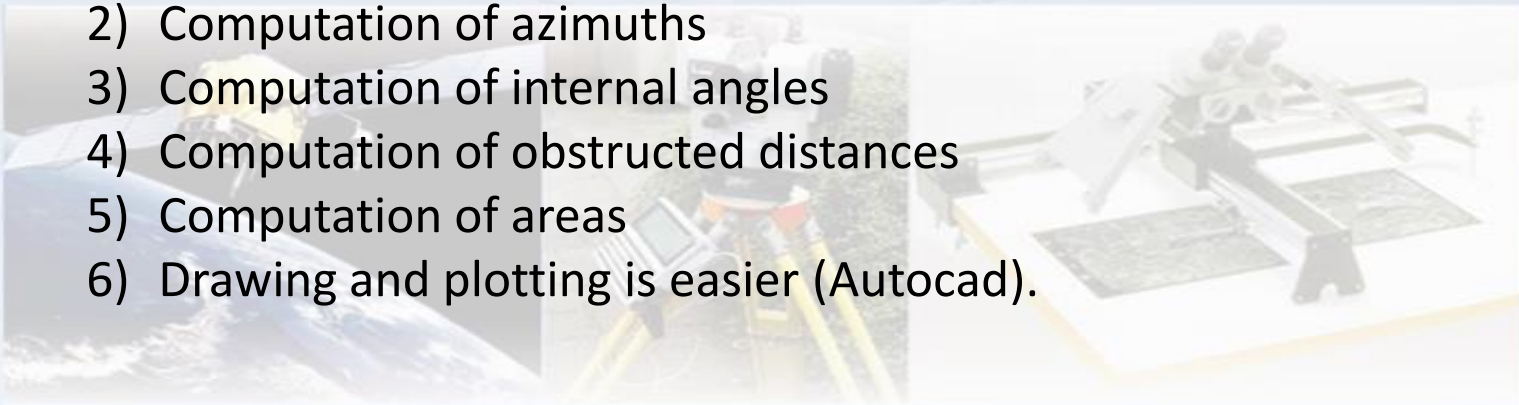 2) Computation of azimuths
3) Computation of internal angles
4) Computation of obstructed distances
5) Computation of areas
6) Drawing and plotting is easier (Autocad).